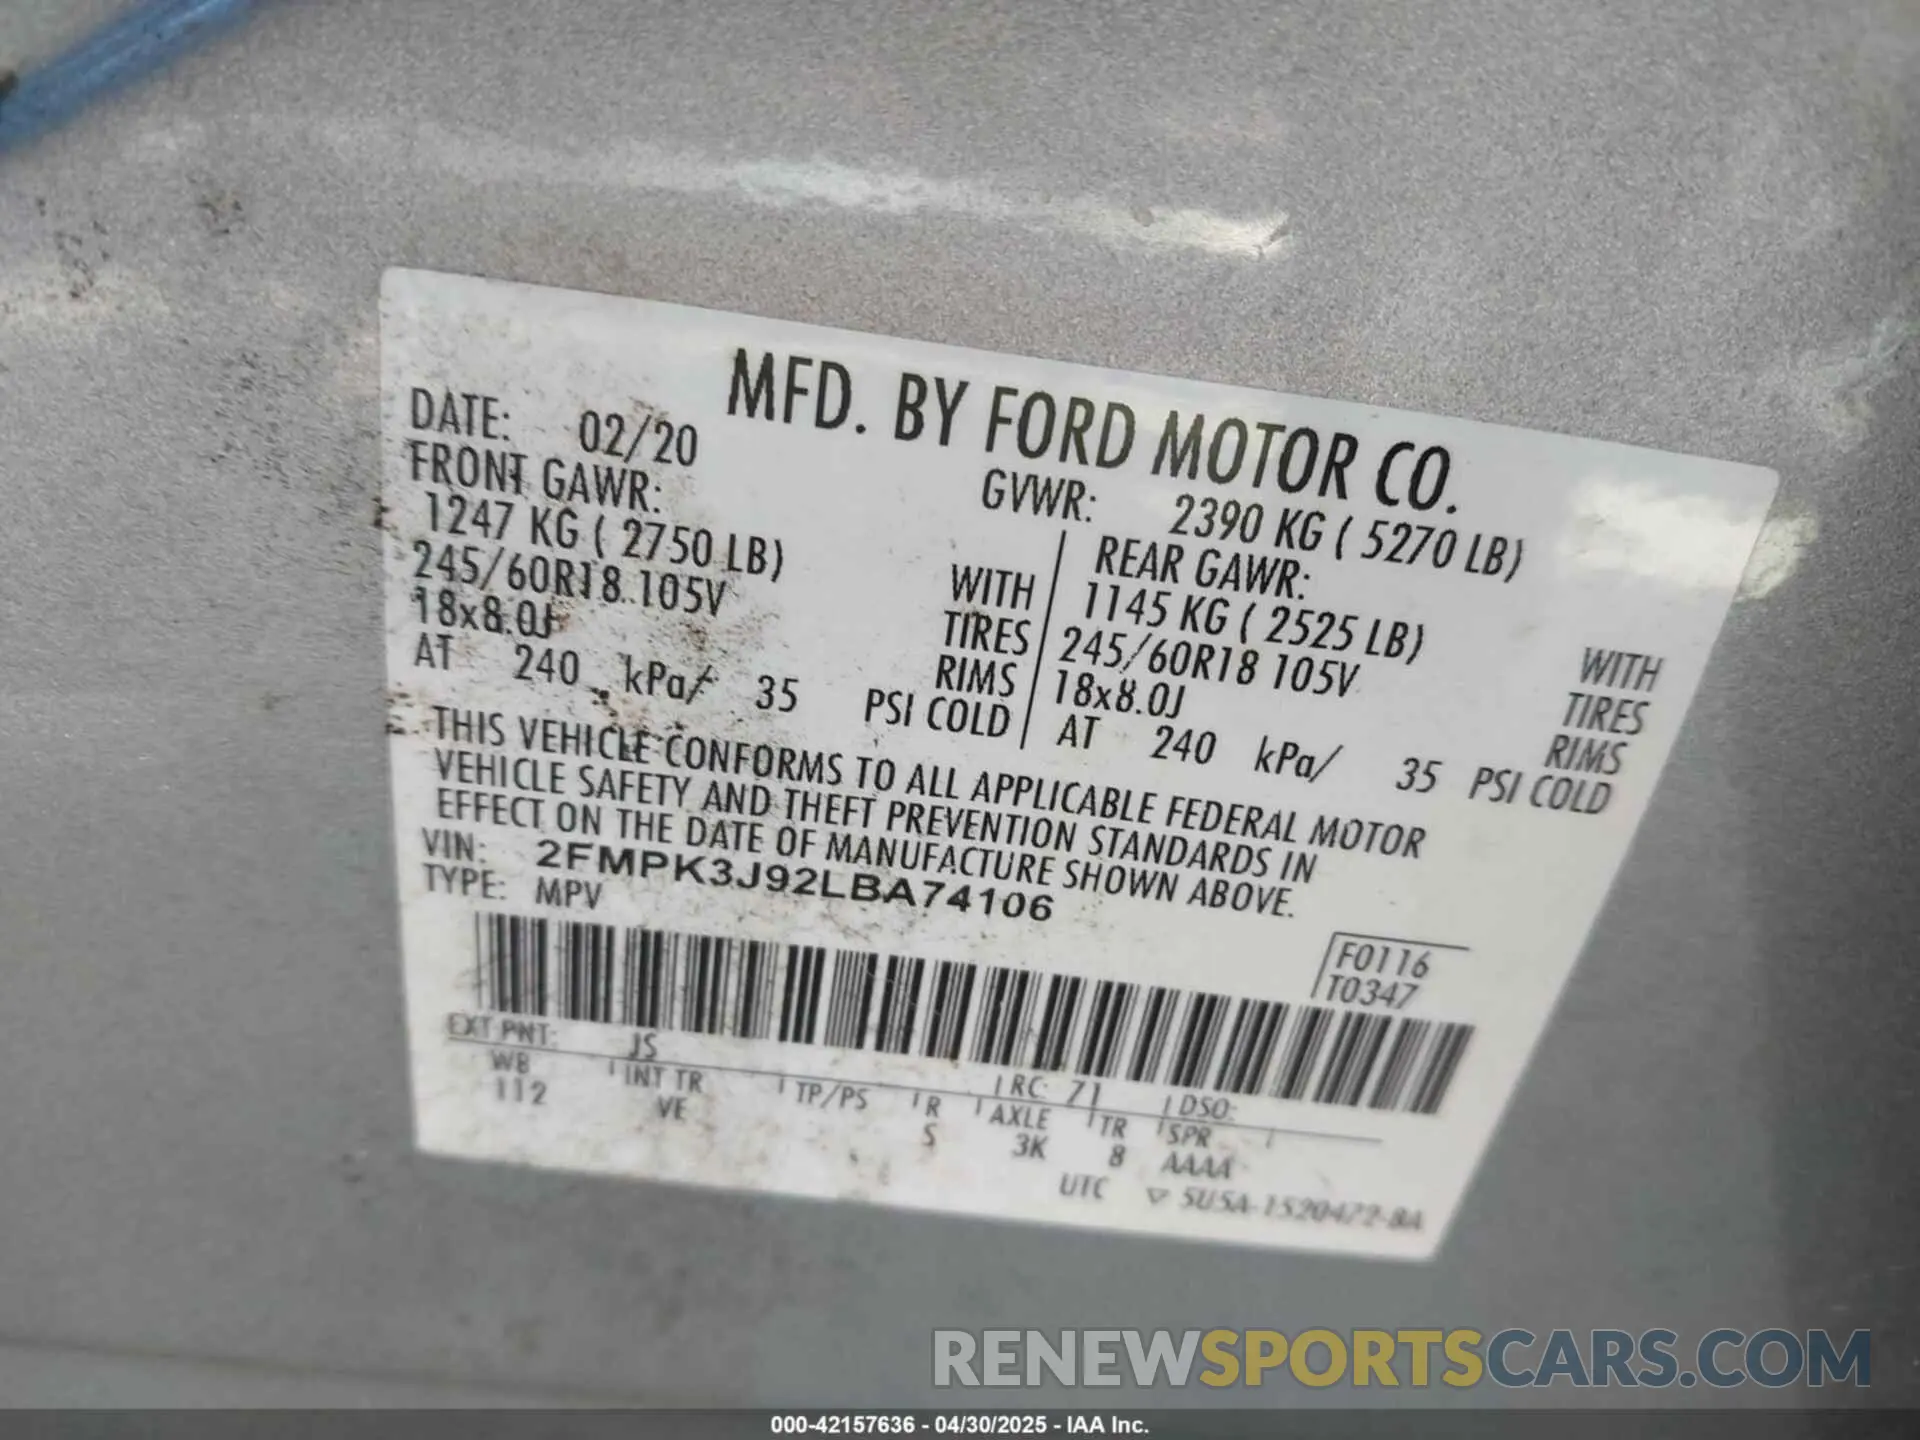 MFD. BY FORD MOTOR CO.
DATE: 02/20
GVWR: 2390 KG ( 5270 LB)
FRONT GAWR:
REAR GAWR:
1247 KG ( 2750 LB) WITH
1145 KG ( 2525 LB) WITH
245/60R18 105V TIRES
245/60R18 105V TIRES
18x8.0J RIMS
18x8.0J RIMS
AT 240 kPa/ 35 PSI COLD
AT 240 kPa/ 35 PSI COLD
THIS VEHICLE CONFORMS TO ALL APPLICABLE FEDERAL MOTOR
VEHICLE SAFETY AND THEFT PREVENTION STANDARDS IN
EFFECT ON THE DATE OF MANUFACTURE SHOWN ABOVE.
VIN: 2FMPK3J92LBA74106
TYPE: MPV
F0116
T0347
EXT PNT: JS RC: 71 DSO:
WB INT TR TP/PS R AXLE TR SPR
112 VE S 3K 8 AAAA
UTC ▽ 5U5A-1520472-BA
RENEWSPORTSCARS.COM
000-42157636 - 04/30/2025 - IAA Inc.